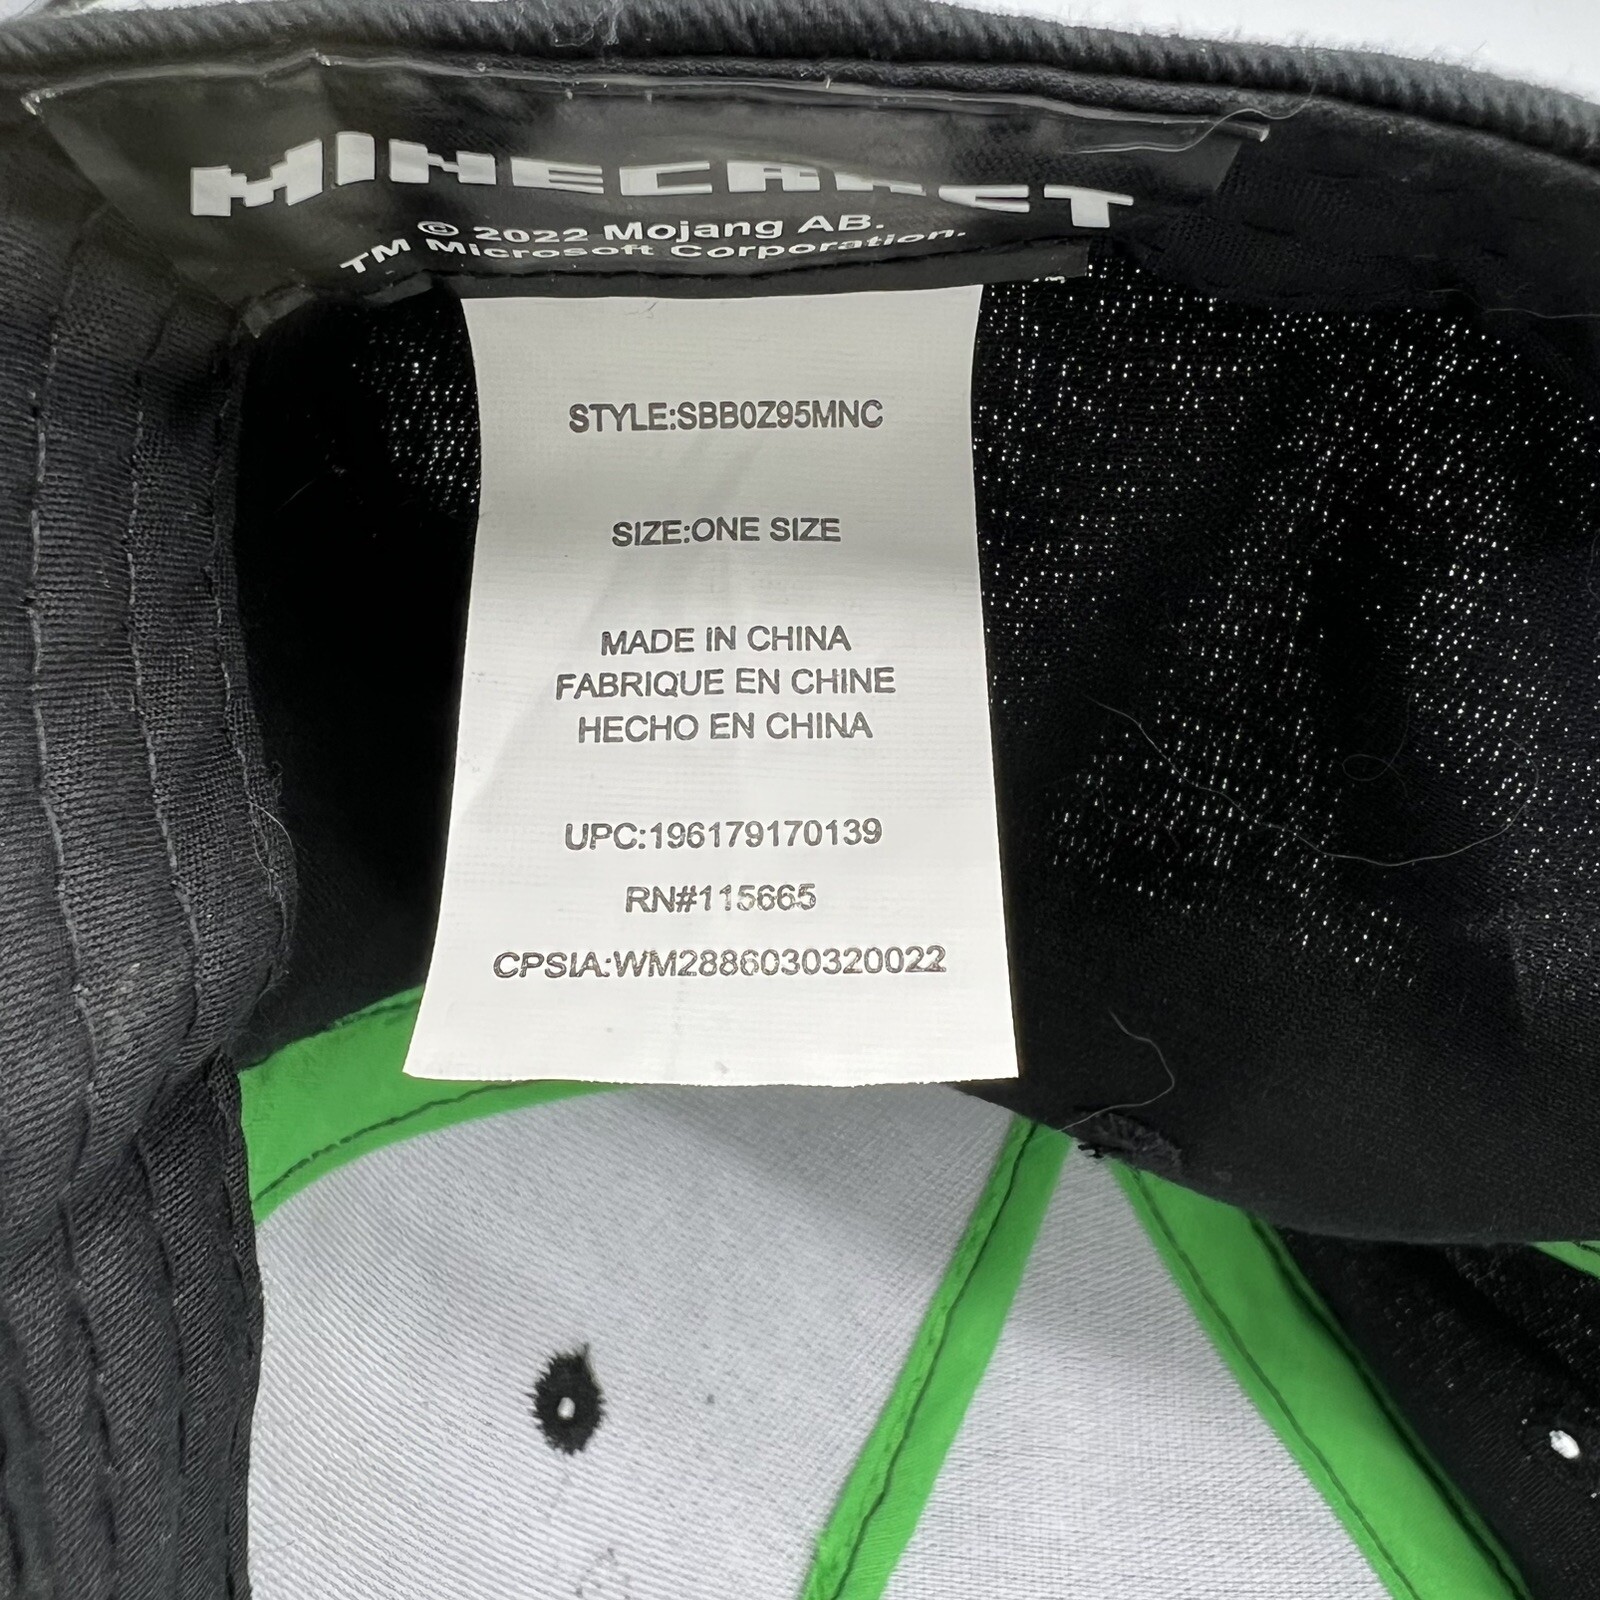 MINECRAFT
© 2022 Mojang AB.
TM Microsoft Corporation.
STYLE:SBB0Z95MNC
SIZE:ONE SIZE
MADE IN CHINA
FABRIQUE EN CHINE
HECHO EN CHINA
UPC:196179170139
RN#115665
CPSIA:WM2886030320022